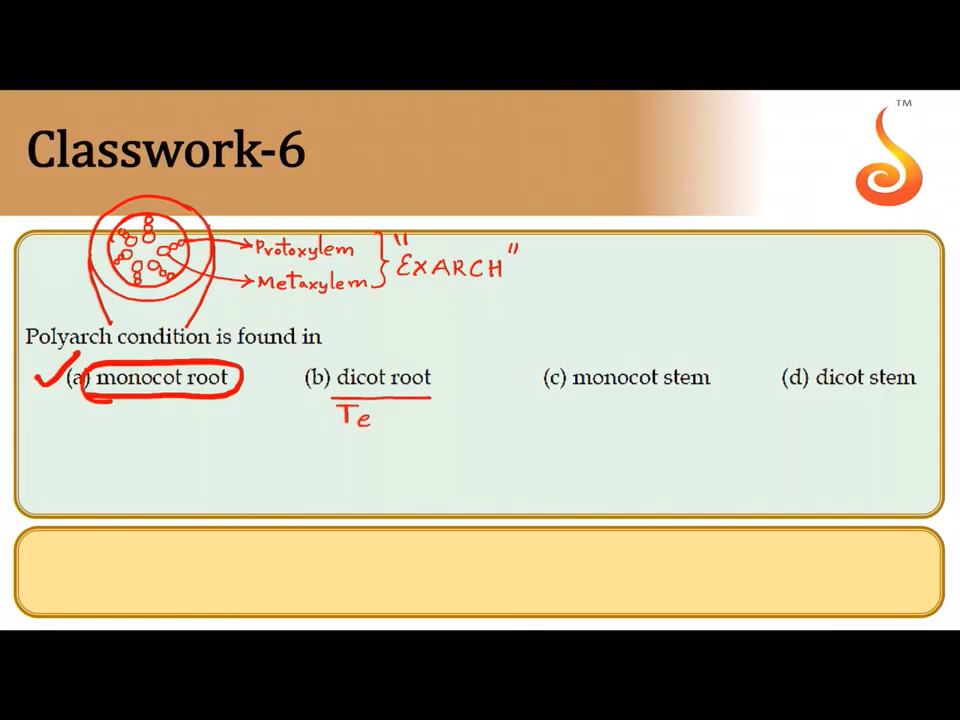 TM
Classwork-6
Protoxylem
Metaxylem
"EXARCH"
Polyarch condition is found in
(a) monocot root (b) dicot root (c) monocot stem (d) dicot stem
Te